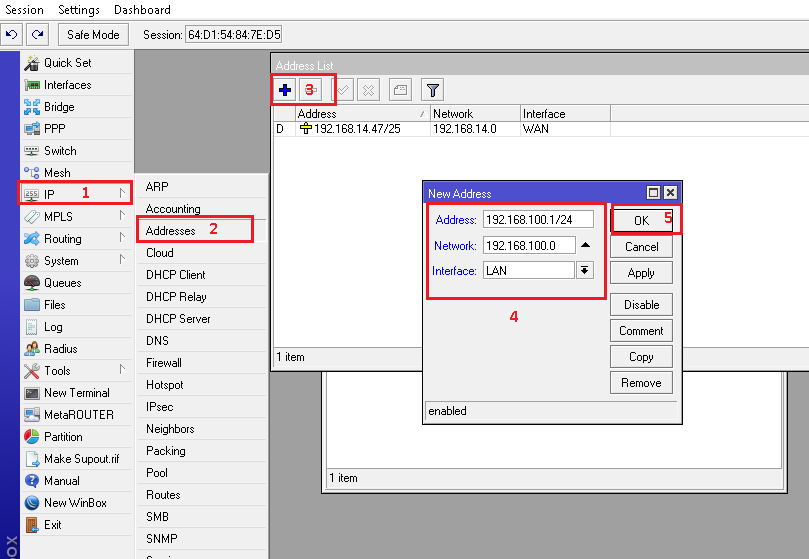 Session Settings Dashboard
Safe Mode Session: 64:D1:54:84:7E:D5
Quick Set
Interfaces
Bridge
PPP
Switch
Mesh
IP 1
MPLS
Routing
System
Queues
Files
Log
Radius
Tools
New Terminal
MetaROUTER
Partition
Make Supout.rif
Manual
New WinBox
Exit
ARP
Accounting
Addresses 2
Cloud
DHCP Client
DHCP Relay
DHCP Server
DNS
Firewall
Hotspot
IPsec
Neighbors
Packing
Pool
Routes
SMB
SNMP
Address List
3
Address Network Interface
D 192.168.14.47/25 192.168.14.0 WAN
1 item
New Address
Address: 192.168.100.1/24
Network: 192.168.100.0
Interface: LAN
4
OK 5
Cancel
Apply
Disable
Comment
Copy
Remove
enabled
1 item